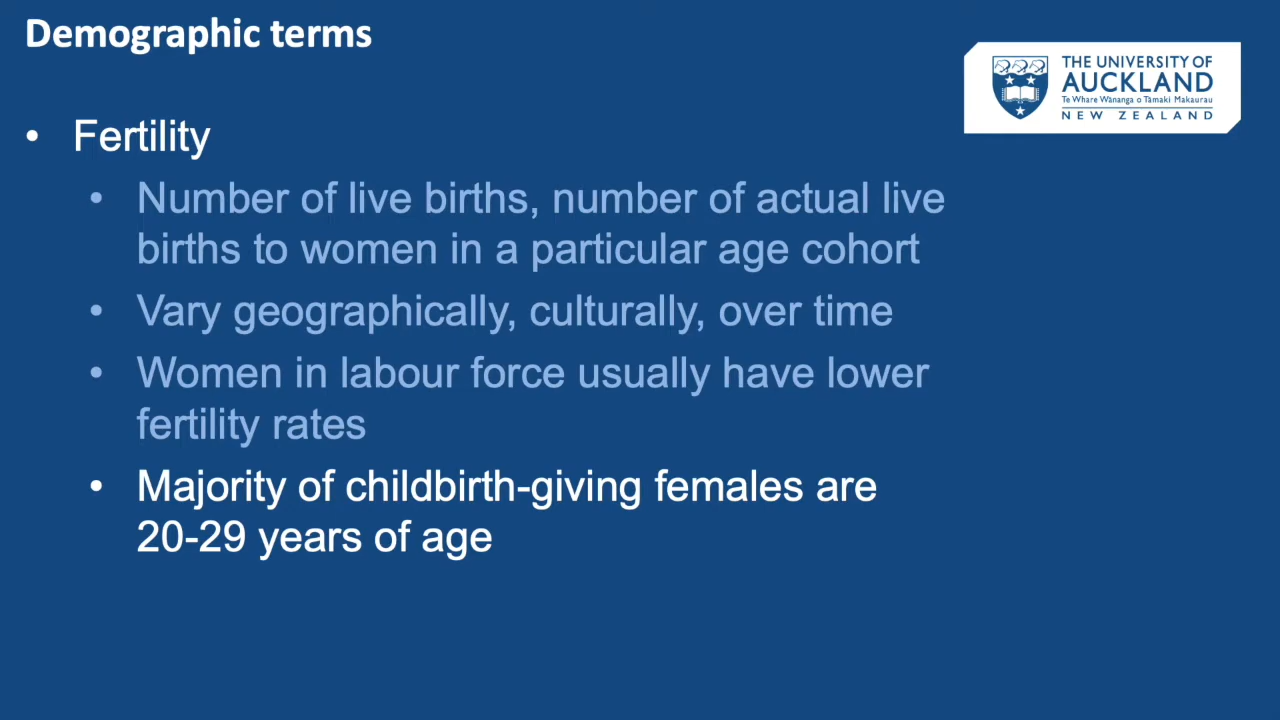 Demographic terms
THE UNIVERSITY OF
AUCKLAND
Te Whare Wānanga o Tāmaki Makaurau
NEW ZEALAND
• Fertility
• Number of live births, number of actual live
births to women in a particular age cohort
• Vary geographically, culturally, over time
• Women in labour force usually have lower
fertility rates
• Majority of childbirth-giving females are
20-29 years of age